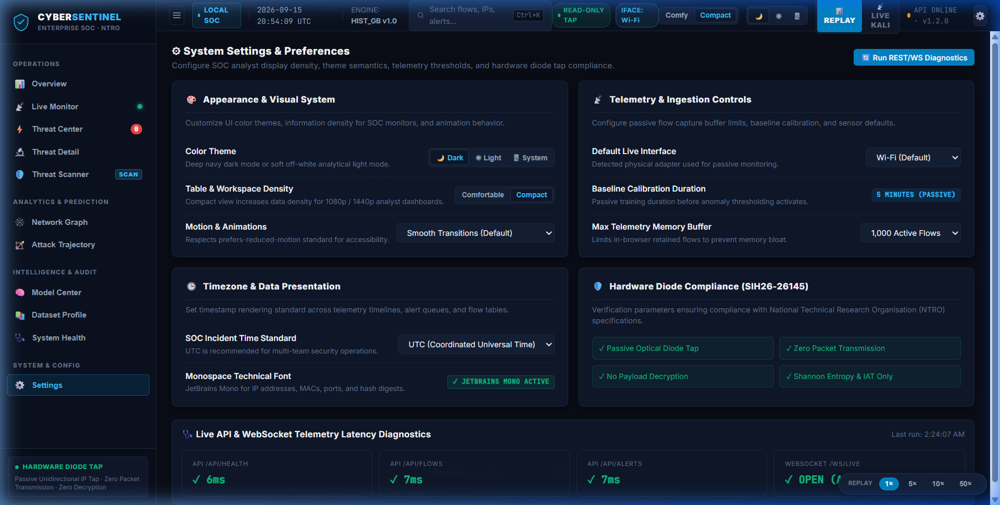 CYBERSENTINEL
ENTERPRISE SOC · NTRO
LOCAL
SOC
2026-09-15
20:54:09 UTC
ENGINE:
HIST_GB v1.0
Search flows, IPs,
alerts...
Ctrl+K
READ-ONLY
TAP
IFACE:
Wi-Fi
Comfy
Compact
REPLAY
LIVE
KALI
API ONLINE
· v1.2.0
OPERATIONS
Overview
Live Monitor
Threat Center
0
Threat Detail
Threat Scanner
SCAN
ANALYTICS & PREDICTION
Network Graph
Attack Trajectory
INTELLIGENCE & AUDIT
Model Center
Dataset Profile
System Health
SYSTEM & CONFIG
Settings
HARDWARE DIODE TAP
Passive Unidirectional IP Tap · Zero Packet
Transmission · Zero Decryption
System Settings & Preferences
Configure SOC analyst display density, theme semantics, telemetry thresholds, and hardware diode tap compliance.
Run REST/WS Diagnostics
Appearance & Visual System
Customize UI color themes, information density for SOC monitors, and animation behavior.
Color Theme
Deep navy dark mode or soft off-white analytical light mode.
Dark
Light
System
Table & Workspace Density
Compact view increases data density for 1080p / 1440p analyst dashboards.
Comfortable
Compact
Motion & Animations
Respects prefers-reduced-motion standard for accessibility.
Smooth Transitions (Default)
Telemetry & Ingestion Controls
Configure passive flow capture buffer limits, baseline calibration, and sensor defaults.
Default Live Interface
Detected physical adapter used for passive monitoring.
Wi-Fi (Default)
Baseline Calibration Duration
Passive training duration before anomaly thresholding activates.
5 MINUTES (PASSIVE)
Max Telemetry Memory Buffer
Limits in-browser retained flows to prevent memory bloat.
1,000 Active Flows
Timezone & Data Presentation
Set timestamp rendering standard across telemetry timelines, alert queues, and flow tables.
SOC Incident Time Standard
UTC is recommended for multi-team security operations.
UTC (Coordinated Universal Time)
Monospace Technical Font
JetBrains Mono for IP addresses, MACs, ports, and hash digests.
✓ JETBRAINS MONO ACTIVE
Hardware Diode Compliance (SIH26-26145)
Verification parameters ensuring compliance with National Technical Research Organisation (NTRO)
specifications.
✓ Passive Optical Diode Tap
✓ Zero Packet Transmission
✓ No Payload Decryption
✓ Shannon Entropy & IAT Only
Live API & WebSocket Telemetry Latency Diagnostics
Last run: 2:24:07 AM
API /API/HEALTH
✓ 6ms
API /API/FLOWS
✓ 7ms
API /API/ALERTS
✓ 7ms
WEBSOCKET /WS/LIVE
✓ OPEN
REPLAY
1×
5×
10×
50×